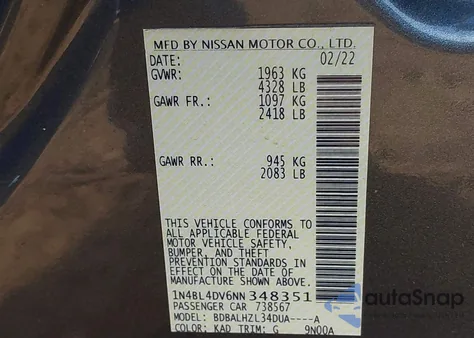 MFD BY NISSAN MOTOR CO., LTD.
DATE: 02/22
GVWR: 1963 KG
4328 LB
GAWR FR.: 1097 KG
2418 LB
GAWR RR.: 945 KG
2083 LB
THIS VEHICLE CONFORMS TO
ALL APPLICABLE FEDERAL
MOTOR VEHICLE SAFETY,
BUMPER, AND THEFT
PREVENTION STANDARDS IN
EFFECT ON THE DATE OF
MANUFACTURE SHOWN ABOVE.
1N4BL4DV6NN348351
PASSENGER CAR 738567
MODEL: BDBALHZL34DUA----A
COLOR: KAD TRIM: G 9N00A
autoSnap